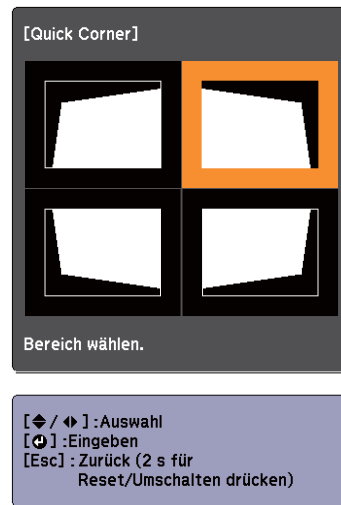 [Quick Corner]
Bereich wählen.
[◆ / ◆] :Auswahl
[⏎] :Eingeben
[Esc] : Zurück (2 s für
Reset/Umschalten drücken)